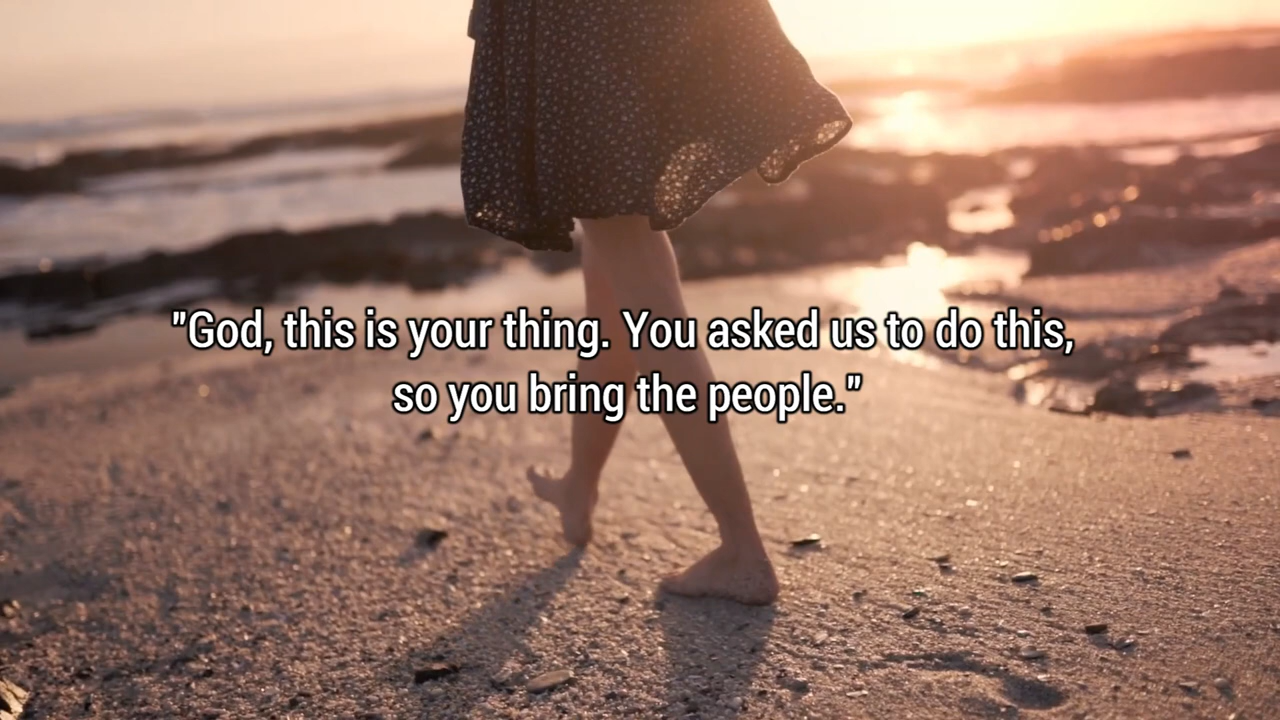 "God, this is your thing. You asked us to do this,
so you bring the people."